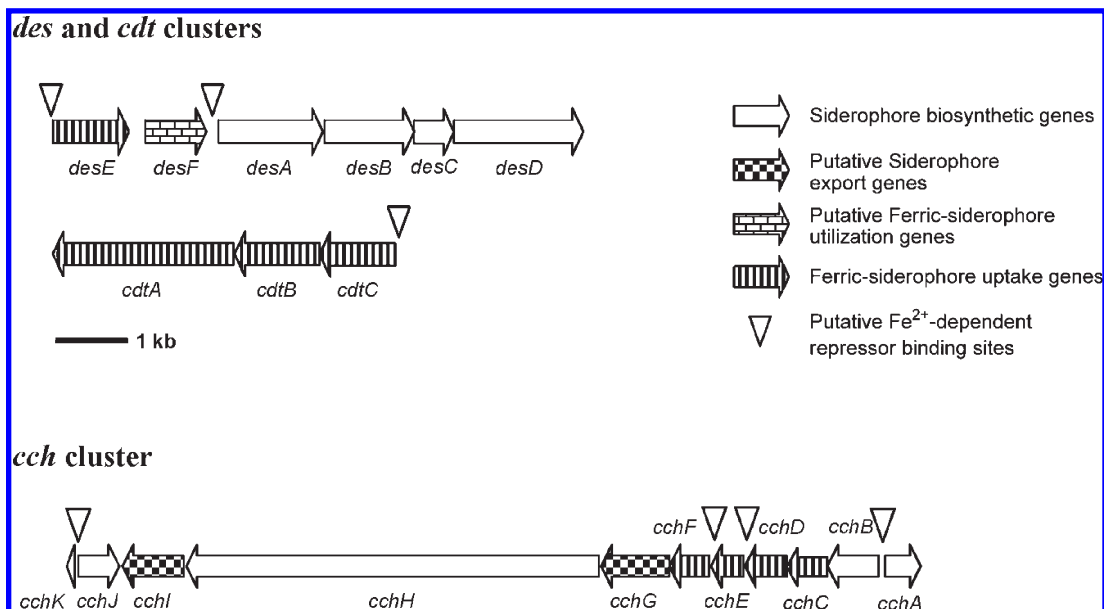 des and cdt clusters
desE desF desA desB desC desD
cdtA cdtB cdtC
1 kb
Siderophore biosynthetic genes
Putative Siderophore
export genes
Putative Ferric-siderophore
utilization genes
Ferric-siderophore uptake genes
Putative Fe²⁺-dependent
repressor binding sites
cch cluster
cchF cchD cchB
cchK cchJ cchI cchH cchG cchE cchC cchA